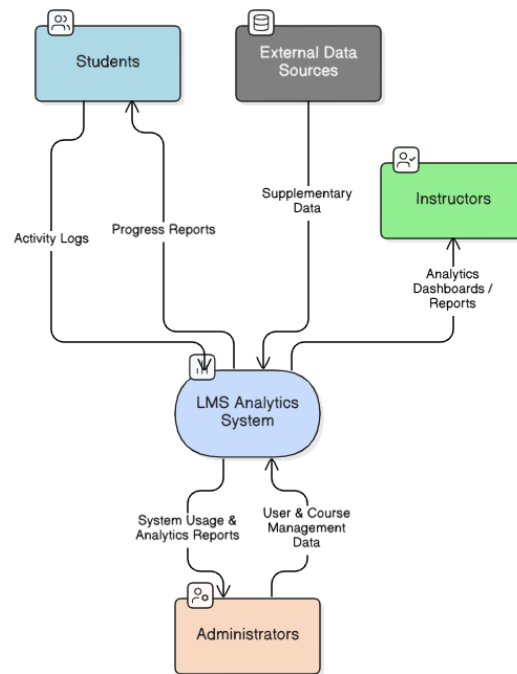 Students
External Data
Sources
Supplementary
Data
Instructors
Activity Logs
Progress Reports
Analytics
Dashboards /
Reports
LMS Analytics
System
System Usage &
Analytics Reports
User & Course
Management
Data
Administrators